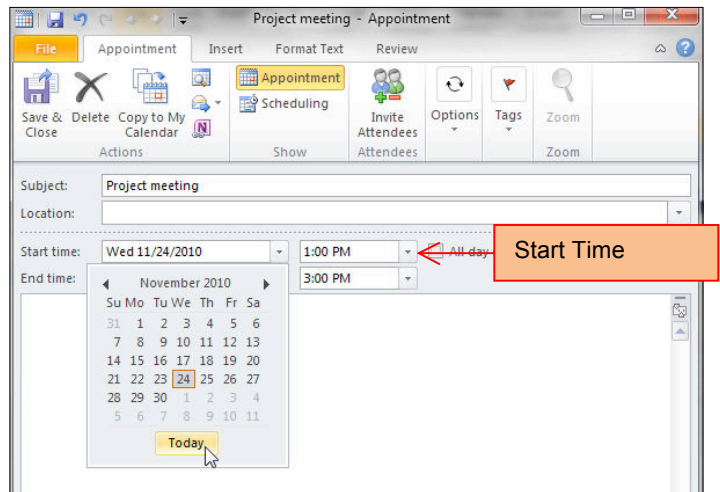 Project meeting - Appointment
File Appointment Insert Format Text Review
Save & Close
Delete
Copy to My Calendar
Actions
Appointment
Scheduling
Show
Invite Attendees
Attendees
Options
Tags
Zoom
Zoom
Subject: Project meeting
Location:
Start time: Wed 11/24/2010 1:00 PM All day
Start Time
End time: 3:00 PM
November 2010
Su Mo Tu We Th Fr Sa
31 1 2 3 4 5 6
7 8 9 10 11 12 13
14 15 16 17 18 19 20
21 22 23 24 25 26 27
28 29 30 1 2 3 4
5 6 7 8 9 10 11
Today